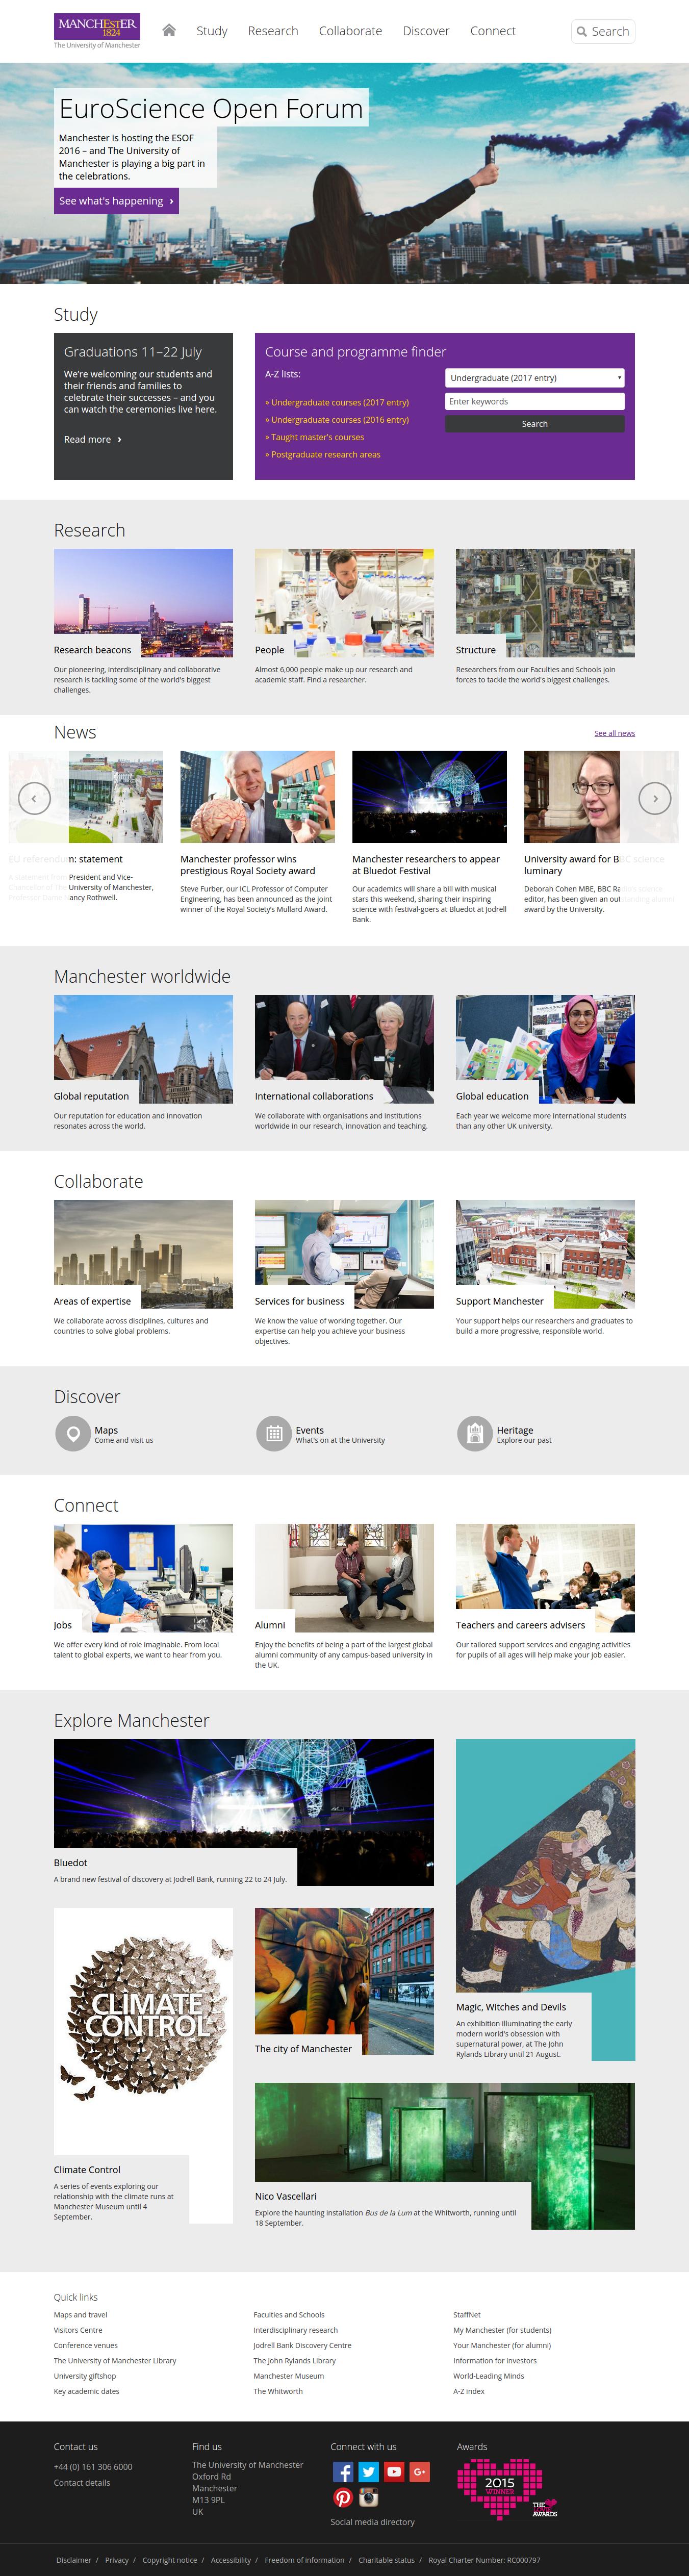 MANCHESTER
1824
The University of Manchester
Study
Research
Collaborate
Discover
Connect
Search
EuroScience Open Forum
Manchester is hosting the ESOF
2016 – and The University of
Manchester is playing a big part in
the celebrations.
See what's happening ›
Study
Graduations 11–22 July
We're welcoming our students and
their friends and families to
celebrate their successes – and you
can watch the ceremonies live here.
Read more ›
Course and programme finder
A-Z lists:
» Undergraduate courses (2017 entry)
» Undergraduate courses (2016 entry)
» Taught master's courses
» Postgraduate research areas
Undergraduate (2017 entry)
Enter keywords
Search
Research
Research beacons
Our pioneering, interdisciplinary and collaborative
research is tackling some of the world's biggest
challenges.
People
Almost 6,000 people make up our research and
academic staff. Find a researcher.
Structure
Researchers from our Faculties and Schools join
forces to tackle the world's biggest challenges.
News
See all news
EU referendum: statement
A statement from President and Vice-
Chancellor of The University of Manchester,
Professor Dame Nancy Rothwell.
Manchester professor wins
prestigious Royal Society award
Steve Furber, our ICL Professor of Computer
Engineering, has been announced as the joint
winner of the Royal Society's Mullard Award.
Manchester researchers to appear
at Bluedot Festival
Our academics will share a bill with musical
stars this weekend, sharing their inspiring
science with festival-goers at Bluedot at Jodrell
Bank.
University award for BBC science
luminary
Deborah Cohen MBE, BBC Radio science
editor, has been given an outstanding alumni
award by the University.
Manchester worldwide
Global reputation
Our reputation for education and innovation
resonates across the world.
International collaborations
We collaborate with organisations and institutions
worldwide in our research, innovation and teaching.
Global education
Each year we welcome more international students
than any other UK university.
Collaborate
Areas of expertise
We collaborate across disciplines, cultures and
countries to solve global problems.
Services for business
We know the value of working together. Our
expertise can help you achieve your business
objectives.
Support Manchester
Your support helps our researchers and graduates to
build a more progressive, responsible world.
Discover
Maps
Come and visit us
Events
What's on at the University
Heritage
Explore our past
Connect
Jobs
We offer every kind of role imaginable. From local
talent to global experts, we want to hear from you.
Alumni
Enjoy the benefits of being a part of the largest global
alumni community of any campus-based university in
the UK.
Teachers and careers advisers
Our tailored support services and engaging activities
for pupils of all ages will help make your job easier.
Explore Manchester
Bluedot
A brand new festival of discovery at Jodrell Bank, running 22 to 24 July.
Magic, Witches and Devils
An exhibition illuminating the early
modern world's obsession with
supernatural power, at The John
Rylands Library until 21 August.
CLIMATE
CONTROL
Climate Control
A series of events exploring our
relationship with the climate runs at
Manchester Museum until 4
September.
The city of Manchester
Nico Vascellari
Explore the haunting installation Bus de la Lum at the Whitworth, running until
18 September.
Quick links
Maps and travel
Visitors Centre
Conference venues
The University of Manchester Library
University giftshop
Key academic dates
Faculties and Schools
Interdisciplinary research
Jodrell Bank Discovery Centre
The John Rylands Library
Manchester Museum
The Whitworth
StaffNet
My Manchester (for students)
Your Manchester (for alumni)
Information for investors
World-Leading Minds
A-Z index
Contact us
+44 (0) 161 306 6000
Contact details
Find us
The University of Manchester
Oxford Rd
Manchester
M13 9PL
UK
Connect with us
Social media directory
Awards
2015
WINNER
THE
AWARDS
Disclaimer / Privacy / Copyright notice / Accessibility / Freedom of information / Charitable status / Royal Charter Number: RC000797